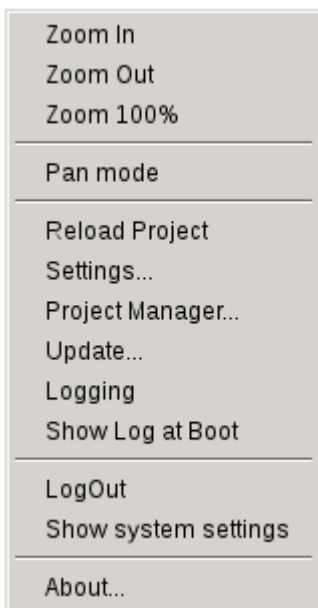 Zoom In
Zoom Out
Zoom 100%
Pan mode
Reload Project
Settings...
Project Manager...
Update...
Logging
Show Log at Boot
LogOut
Show system settings
About...